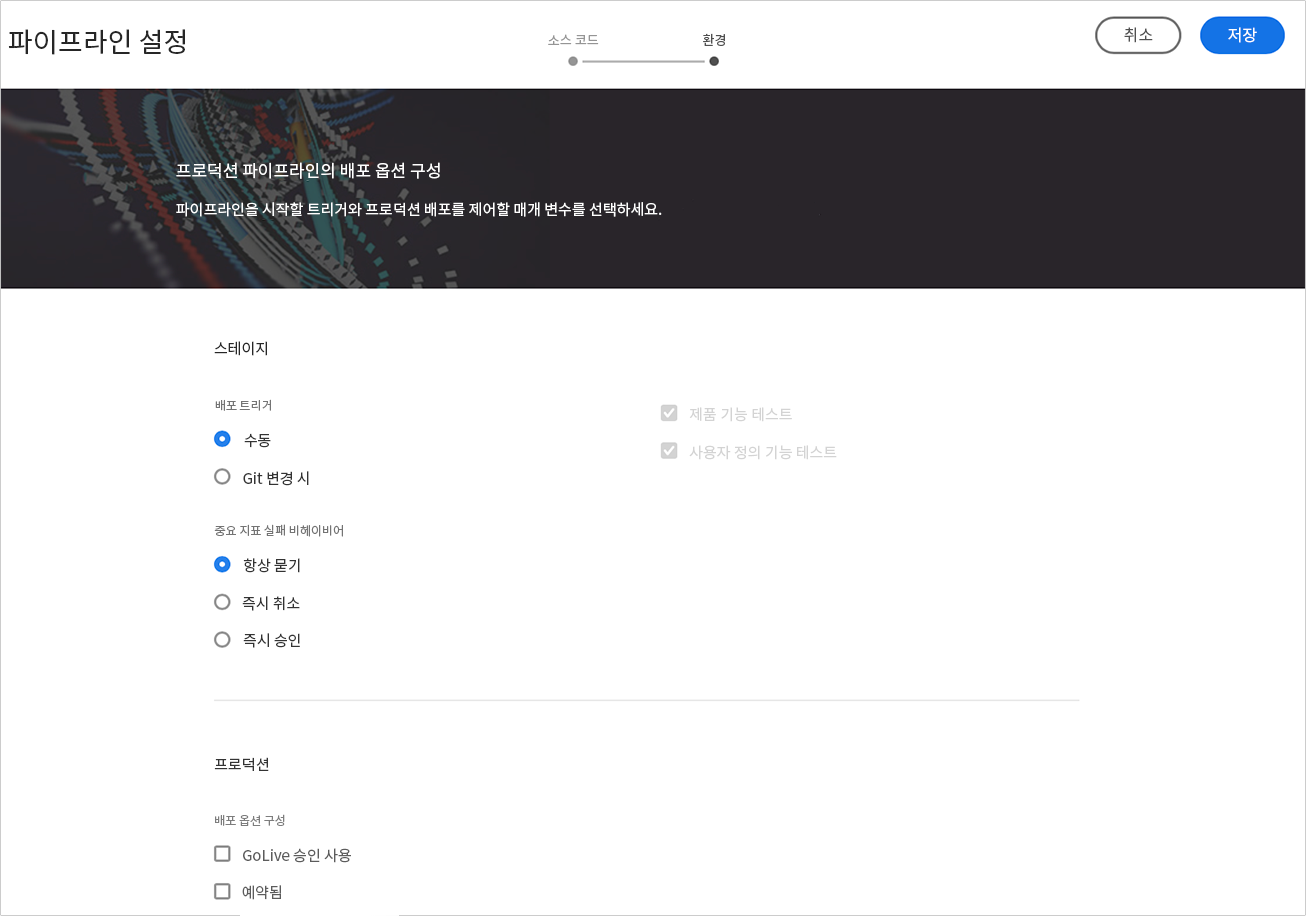 파이프라인 설정
소스 코드
환경
취소
저장
프로덕션 파이프라인의 배포 옵션 구성
파이프라인을 시작할 트리거와 프로덕션 배포를 제어할 매개 변수를 선택하세요.
스테이지
배포 트리거
수동
Git 변경 시
제품 기능 테스트
사용자 정의 기능 테스트
중요 지표 실패 비헤이비어
항상 묻기
즉시 취소
즉시 승인
프로덕션
배포 옵션 구성
GoLive 승인 사용
예약됨